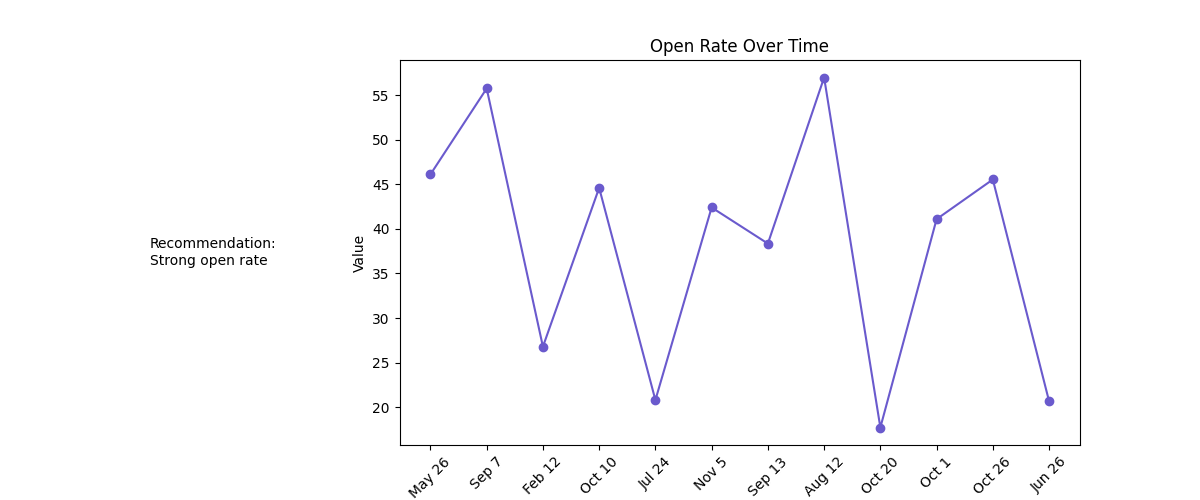 Open Rate Over Time
Recommendation:
Strong open rate
Value
55
50
45
40
35
30
25
20
May 26
Sep 7
Feb 12
Oct 10
Jul 24
Nov 5
Sep 13
Aug 12
Oct 20
Oct 1
Oct 26
Jun 26